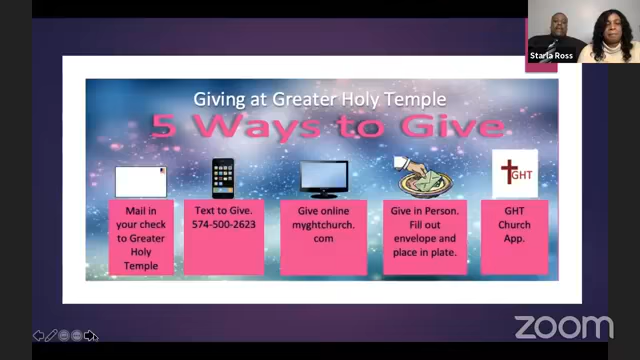 Starla Ross
Giving at Greater Holy Temple
5 Ways to Give
GHT
Mail in
your check
to Greater
Holy
Temple
Text to Give.
574-500-2623
Give online
myghtchurch.
com
Give in Person.
Fill out
envelope and
place in plate.
GHT
Church
App.
zoom